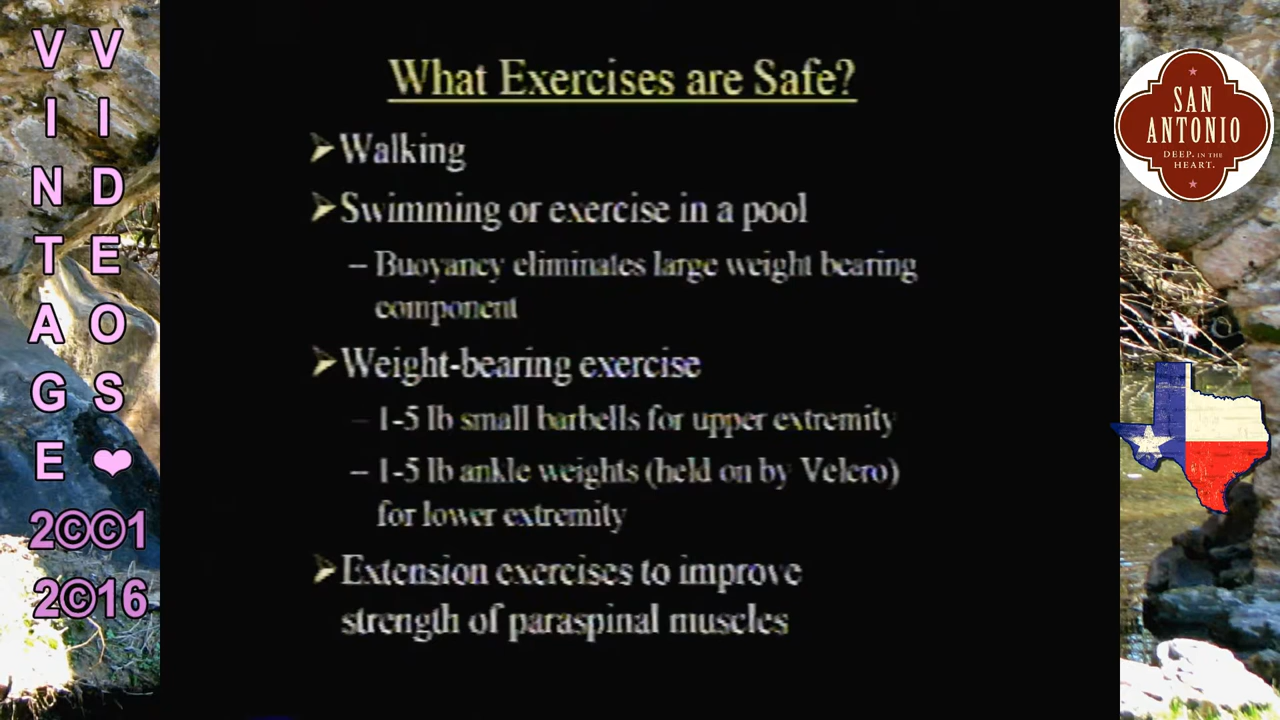 What Exercises are Safe?
➢Walking
➢Swimming or exercise in a pool
– Buoyancy eliminates large weight bearing
component
➢Weight-bearing exercise
– 1-5 lb small barbells for upper extremity
– 1-5 lb ankle weights (held on by Velcro)
for lower extremity
➢Extension exercises to improve
strength of paraspinal muscles
VINTAGE
VIDEOS❤
2©©1
2©16
SAN
ANTONIO
DEEP. IN THE
HEART.